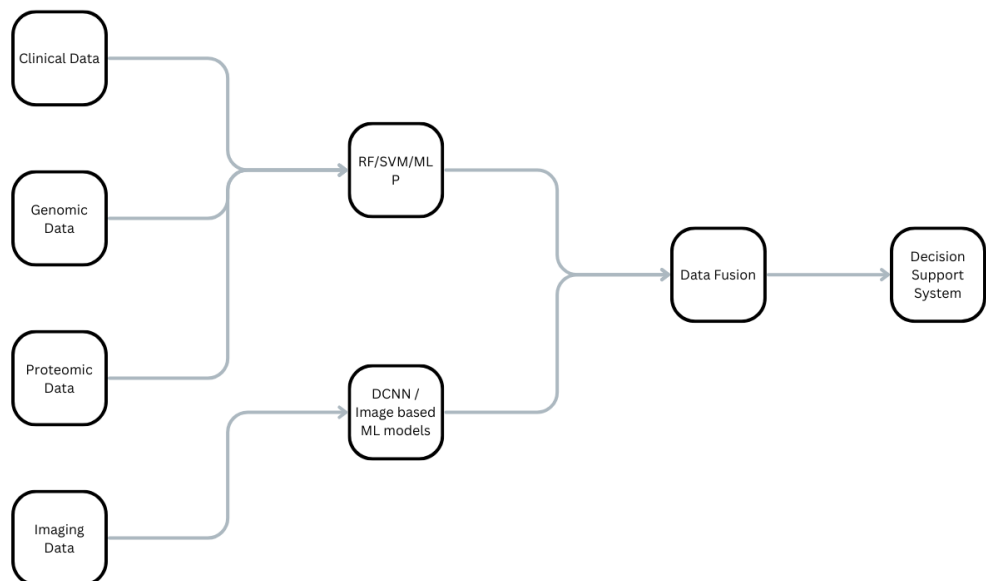 Clinical Data
Genomic
Data
Proteomic
Data
Imaging
Data
RF/SVM/ML
P
DCNN /
Image based
ML models
Data Fusion
Decision
Support
System